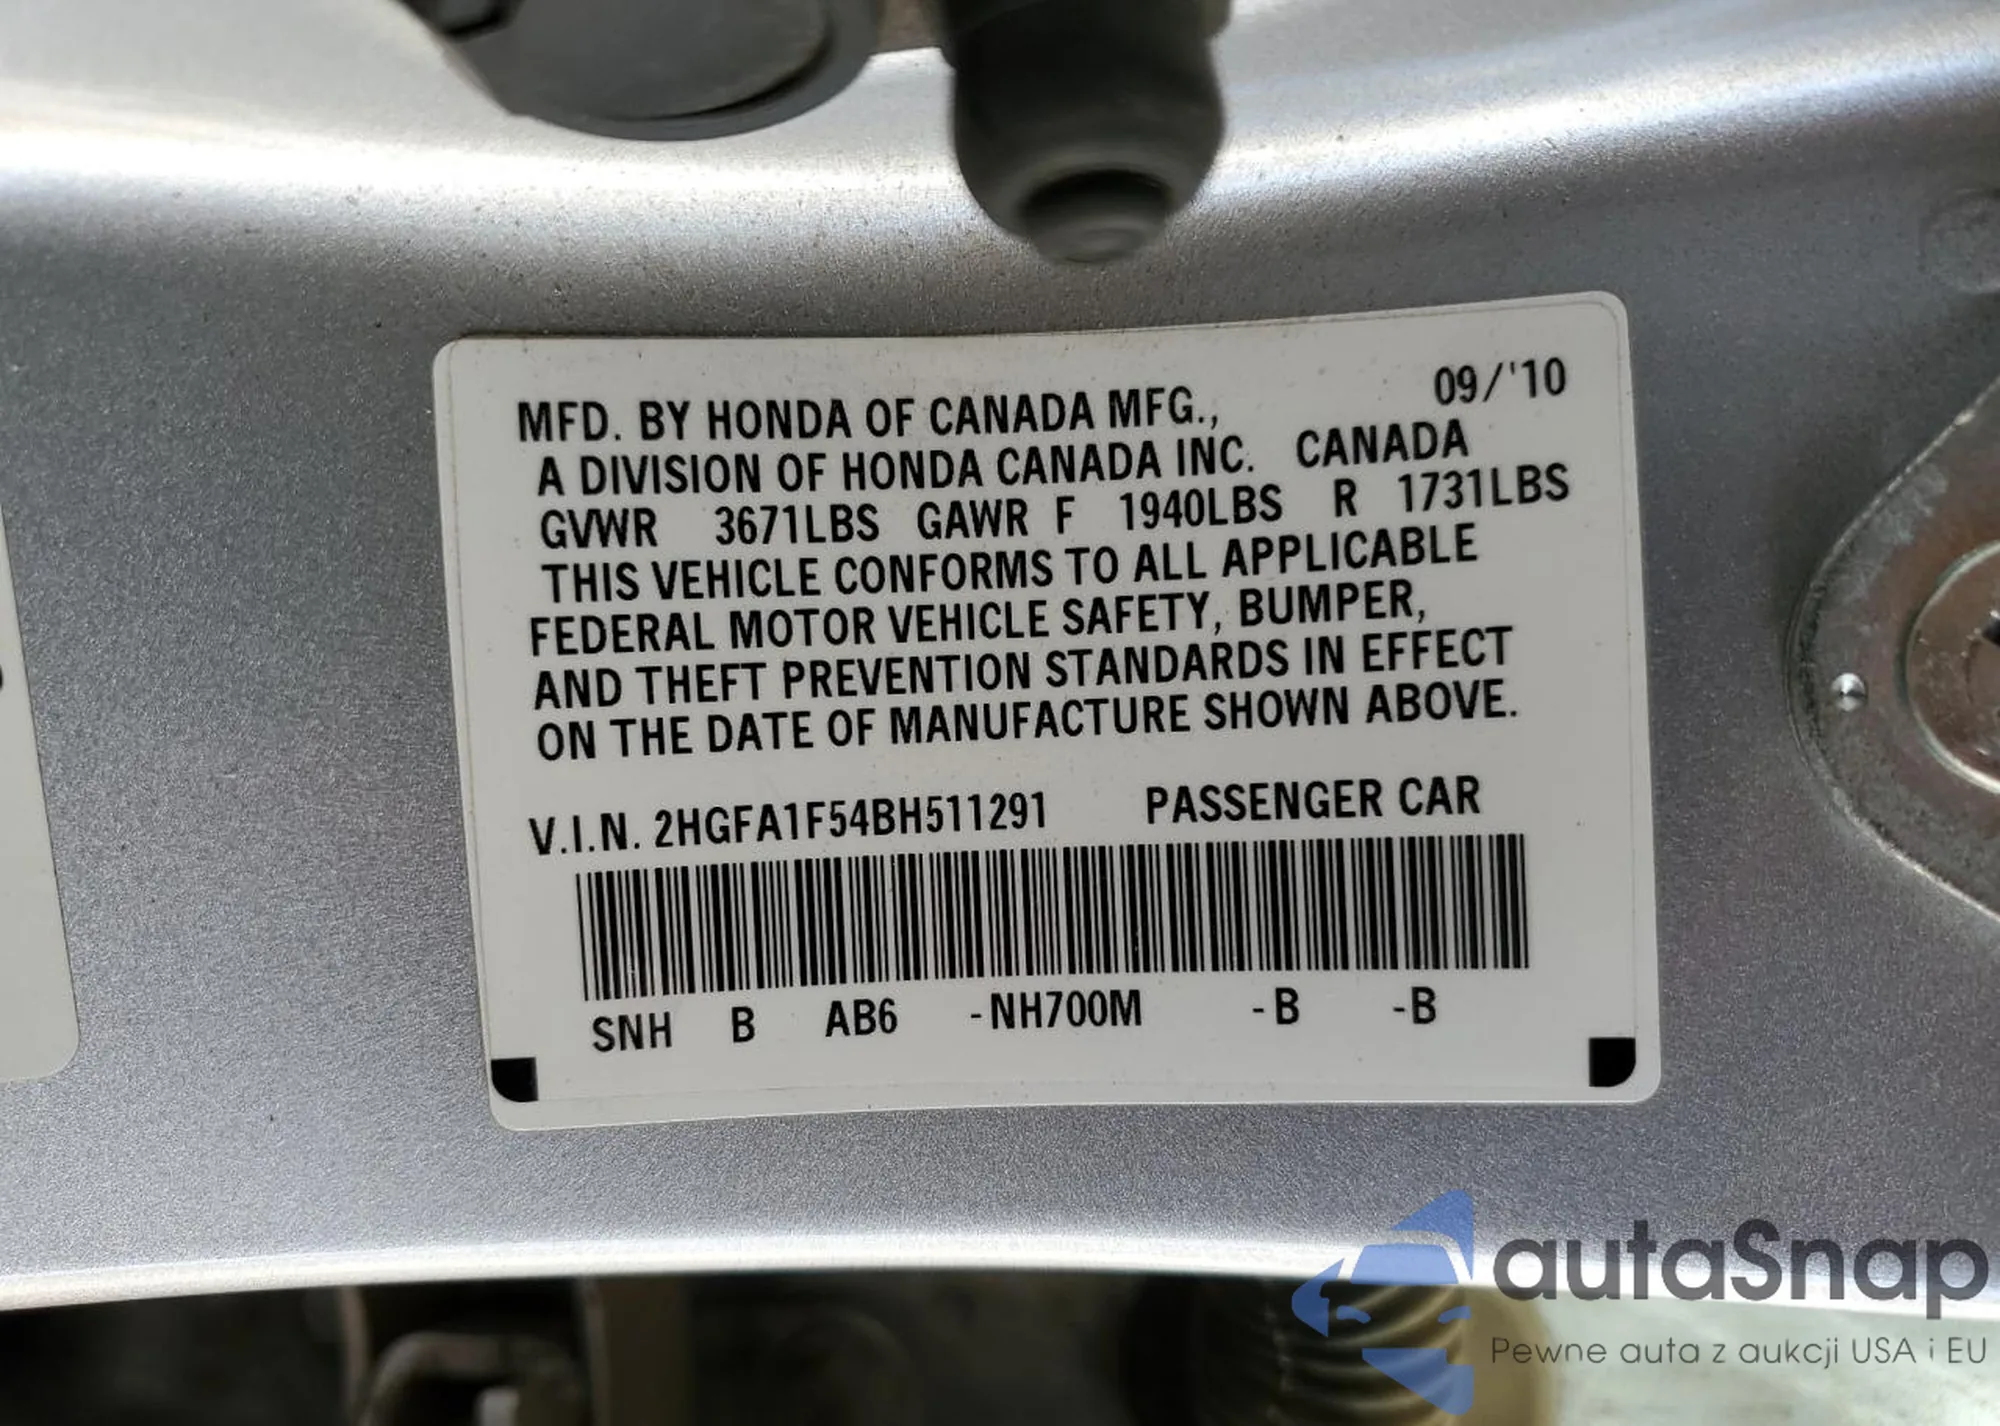 09/'10
MFD. BY HONDA OF CANADA MFG.,
A DIVISION OF HONDA CANADA INC. CANADA
GVWR 3671LBS GAWR F 1940LBS R 1731LBS
THIS VEHICLE CONFORMS TO ALL APPLICABLE
FEDERAL MOTOR VEHICLE SAFETY, BUMPER,
AND THEFT PREVENTION STANDARDS IN EFFECT
ON THE DATE OF MANUFACTURE SHOWN ABOVE.
V.I.N. 2HGFA1F54BH511291 PASSENGER CAR
SNH B AB6 -NH700M -B -B
autaSnap
Pewne auta z aukcji USA i EU